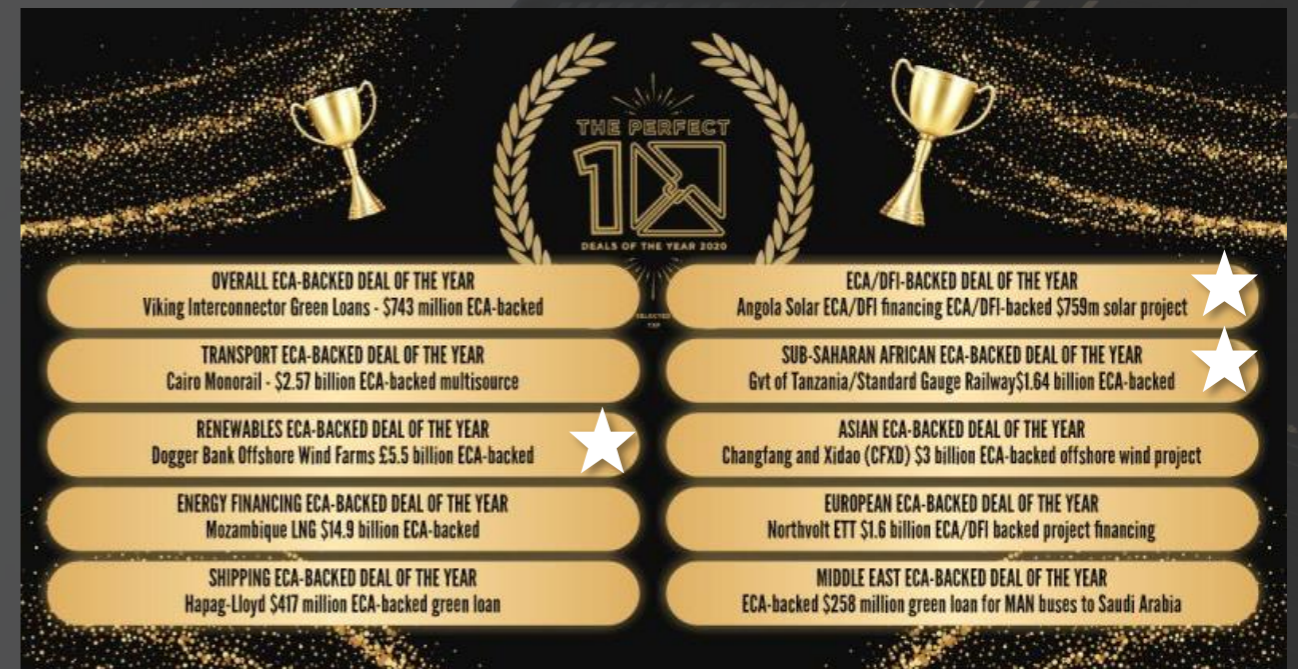 THE PERFECT
10
DEALS OF THE YEAR 2020
OVERALL ECA-BACKED DEAL OF THE YEAR
Viking Interconnector Green Loans - $743 million ECA-backed
TRANSPORT ECA-BACKED DEAL OF THE YEAR
Cairo Monorail - $2.57 billion ECA-backed multisource
RENEWABLES ECA-BACKED DEAL OF THE YEAR
Dogger Bank Offshore Wind Farms £5.5 billion ECA-backed
ENERGY FINANCING ECA-BACKED DEAL OF THE YEAR
Mozambique LNG $14.9 billion ECA-backed
SHIPPING ECA-BACKED DEAL OF THE YEAR
Hapag-Lloyd $417 million ECA-backed green loan
SELECTED
TXF
ECA/DFI-BACKED DEAL OF THE YEAR
Angola Solar ECA/DFI financing ECA/DFI-backed $759m solar project
SUB-SAHARAN AFRICAN ECA-BACKED DEAL OF THE YEAR
Gvt of Tanzania/Standard Gauge Railway$1.64 billion ECA-backed
ASIAN ECA-BACKED DEAL OF THE YEAR
Changfang and Xidao (CFXD) $3 billion ECA-backed offshore wind project
EUROPEAN ECA-BACKED DEAL OF THE YEAR
Northvolt ETT $1.6 billion ECA/DFI backed project financing
MIDDLE EAST ECA-BACKED DEAL OF THE YEAR
ECA-backed $258 million green loan for MAN buses to Saudi Arabia